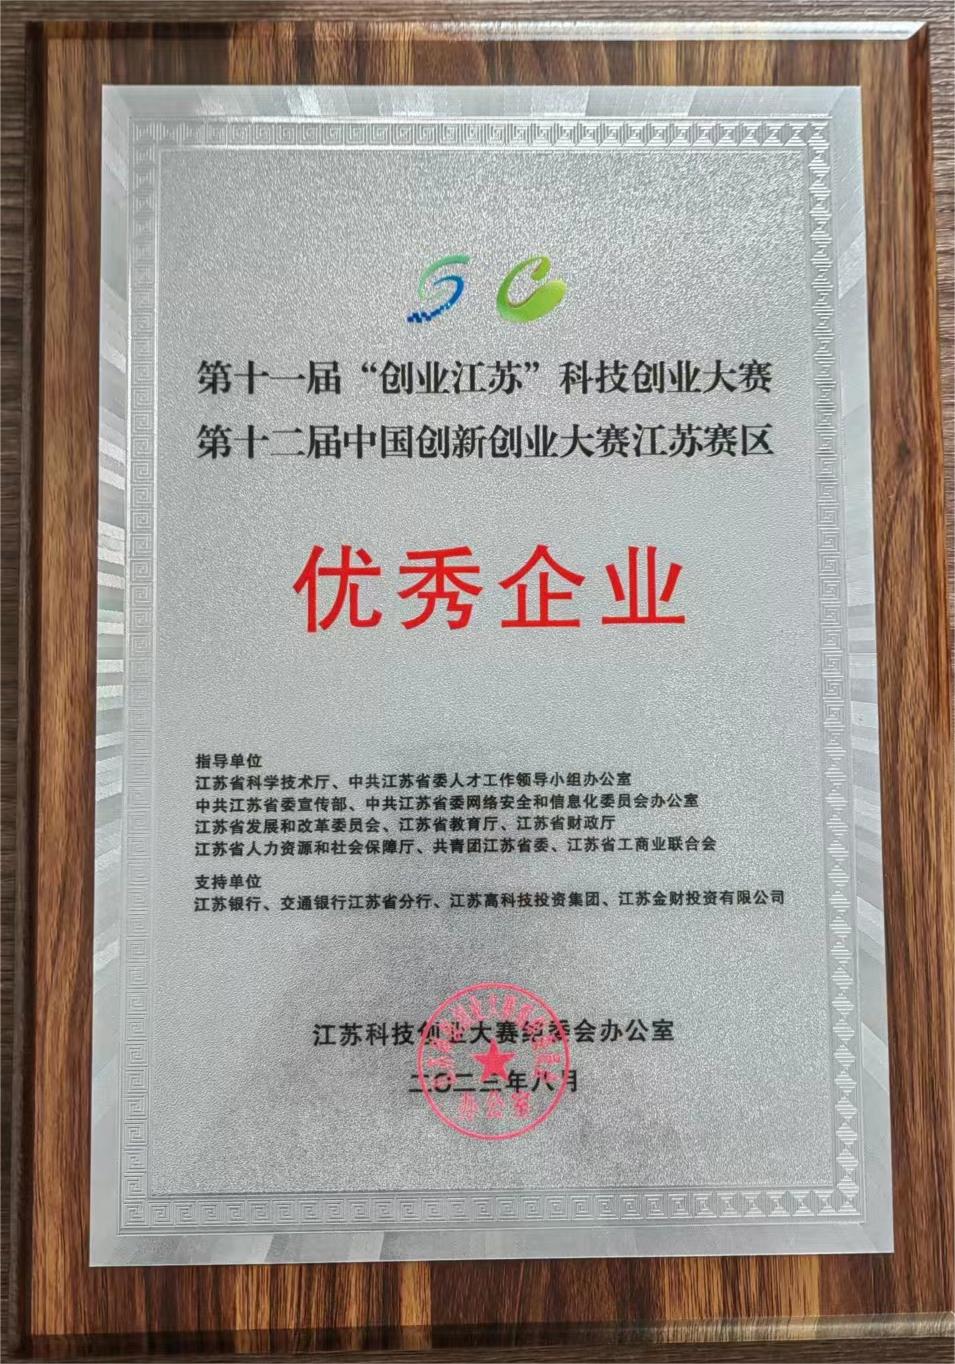 第十一届“创业江苏”科技创业大赛
第十二届中国创新创业大赛江苏赛区
优秀企业
指导单位
江苏省科学技术厅、中共江苏省委人才工作领导小组办公室
中共江苏省委宣传部、中共江苏省委网络安全和信息化委员会办公室
江苏省发展和改革委员会、江苏省教育厅、江苏省财政厅
江苏省人力资源和社会保障厅、共青团江苏省委、江苏省工商业联合会
支持单位
江苏银行、交通银行江苏省分行、江苏高科技投资集团、江苏金财投资有限公司
江苏科技创业大赛组委会办公室
二〇二三年八月
办公室